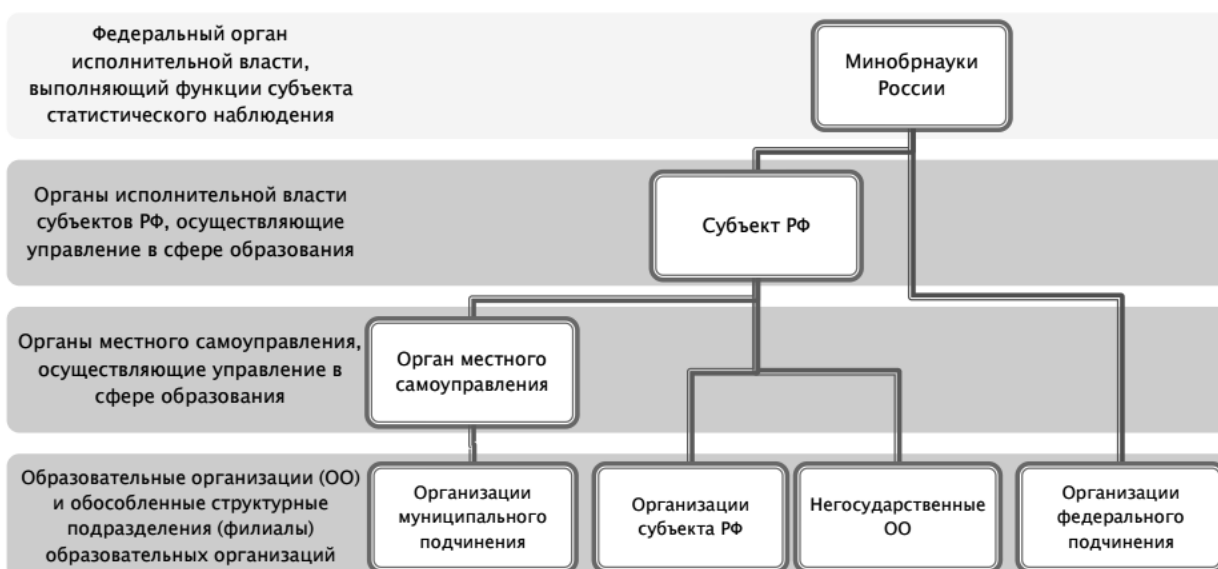 Федеральный орган
исполнительной власти,
выполняющий функции субъекта
статистического наблюдения
Минобрнауки
России
Органы исполнительной власти
субъектов РФ, осуществляющие
управление в сфере образования
Субъект РФ
Органы местного самоуправления,
осуществляющие управление в
сфере образования
Орган местного
самоуправления
Образовательные организации (ОО)
и обособленные структурные
подразделения (филиалы)
образовательных организаций
Организации
муниципального
подчинения
Организации
субъекта РФ
Негосударственные
ОО
Организации
федерального
подчинения